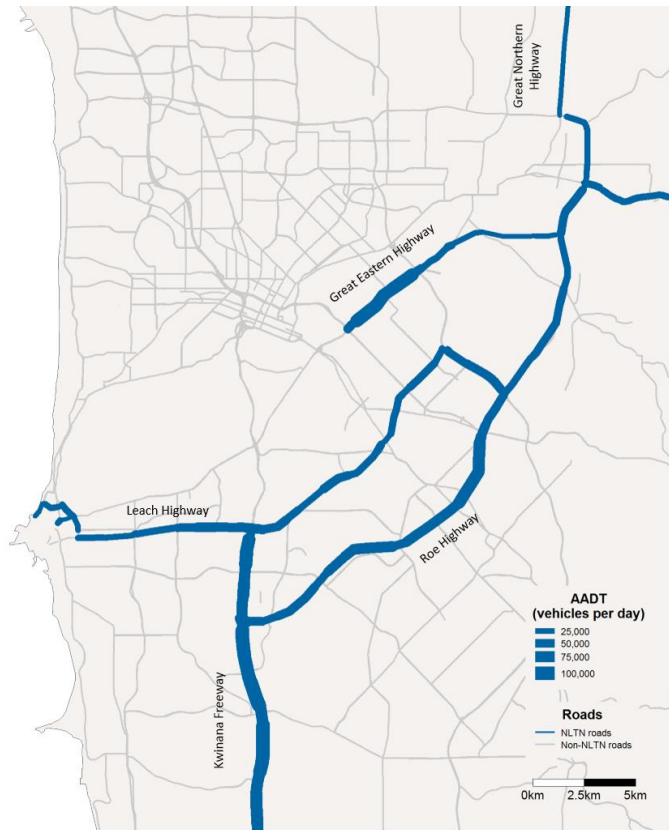 Great Northern
Highway
Great Eastern Highway
Leach Highway
Roe Highway
Kwinana Freeway
AADT
(vehicles per day)
25,000
50,000
75,000
100,000
Roads
NLTN roads
Non-NLTN roads
0km 2.5km 5km